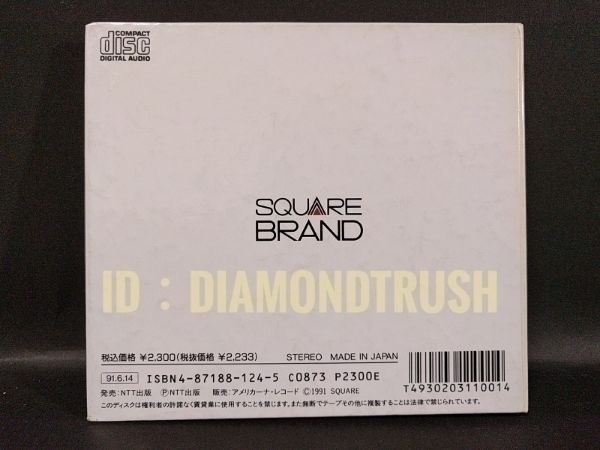 COMPACT
disc
DIGITAL AUDIO
SQUARE
BRAND
ID : DIAMONDTRUSH
税込価格 ¥2,300(税抜価格 ¥2,233) STEREO MADE IN JAPAN
91.6.14 ISBN4-87188-124-5 C0873 P2300E
T4930203110014
発売:NTT出版 ⓅNTT出版 販売:アメリカーナ・レコード Ⓒ1991 SQUARE
このディスクは権利者の許諾なく賃貸業に使用することを禁じます。また無断でテープその他に複製することは法律で禁じられています。